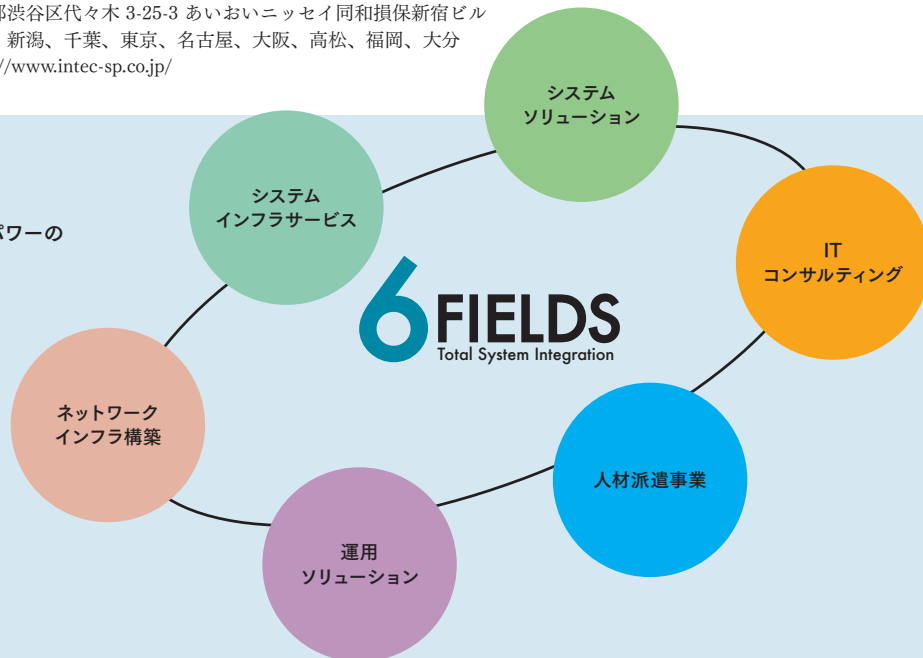 部渋谷区代々木 3-25-3 あいおいニッセイ同和損保新宿ビル
新潟、千葉、東京、名古屋、大阪、高松、福岡、大分
//www.intec-sp.co.jp/
パワーの
システム
ソリューション
システム
インフラサービス
IT
コンサルティング
6 FIELDS
Total System Integration
ネットワーク
インフラ構築
人材派遣事業
運用
ソリューション